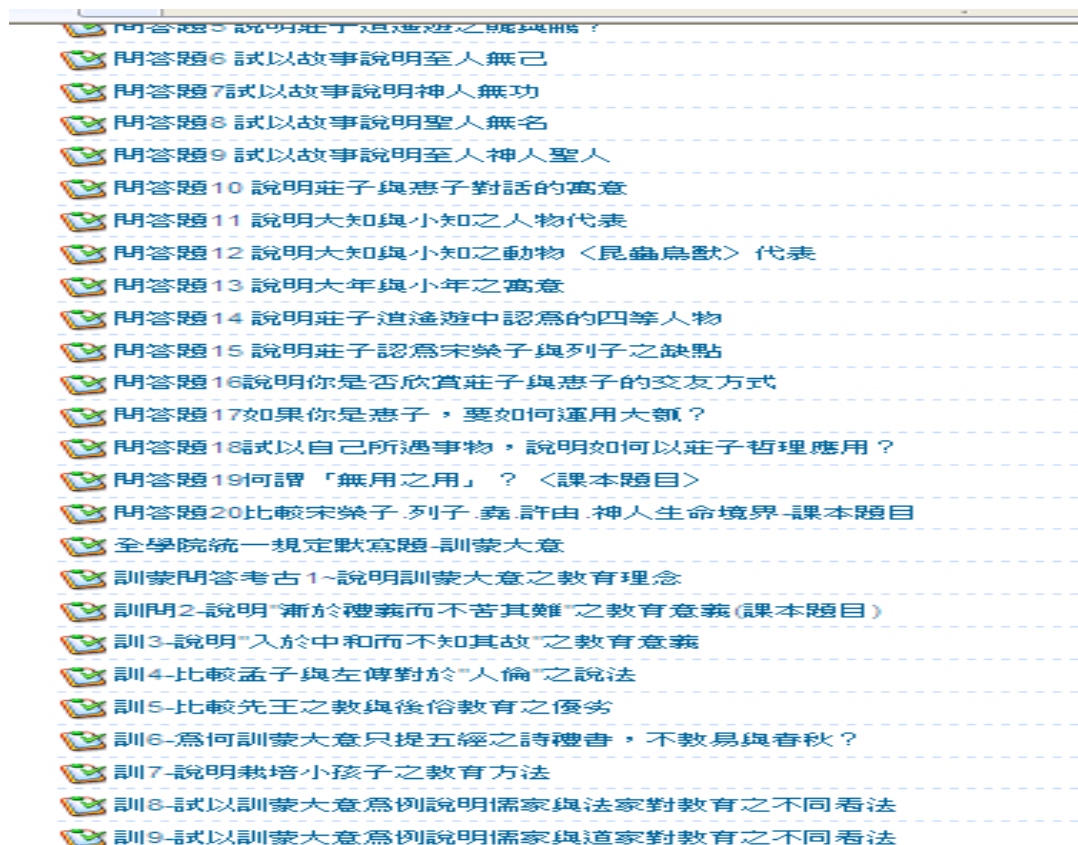 問答題5 說明莊子逍遙遊之鯤與鵬？
問答題6 試以故事說明至人無己
問答題7試以故事說明神人無功
問答題8 試以故事說明聖人無名
問答題9 試以故事說明至人神人聖人
問答題10 說明莊子與惠子對話的寓意
問答題11 說明大知與小知之人物代表
問答題12 說明大知與小知之動物〈昆蟲鳥獸〉代表
問答題13 說明大年與小年之寓意
問答題14 說明莊子逍遙遊中認為的四等人物
問答題15 說明莊子認為宋榮子與列子之缺點
問答題16說明你是否欣賞莊子與惠子的交友方式
問答題17如果你是惠子，要如何運用大瓠？
問答題18試以自己所遇事物，說明如何以莊子哲理應用？
問答題19何謂「無用之用」？〈課本題目〉
問答題20比較宋榮子.列子.堯.許由.神人生命境界-課本題目
全學院統一規定默寫題-訓蒙大意
訓蒙問答考古1~說明訓蒙大意之教育理念
訓問2-說明"漸於禮義而不苦其難"之教育意義(課本題目)
訓3-說明"入於中和而不知其故"之教育意義
訓4-比較孟子與左傳對於"人倫"之說法
訓5-比較先王之教與後俗教育之優劣
訓6-為何訓蒙大意只提五經之詩禮書，不教易與春秋？
訓7-說明栽培小孩子之教育方法
訓8-試以訓蒙大意為例說明儒家與法家對教育之不同看法
訓9-試以訓蒙大意為例說明儒家與道家對教育之不同看法